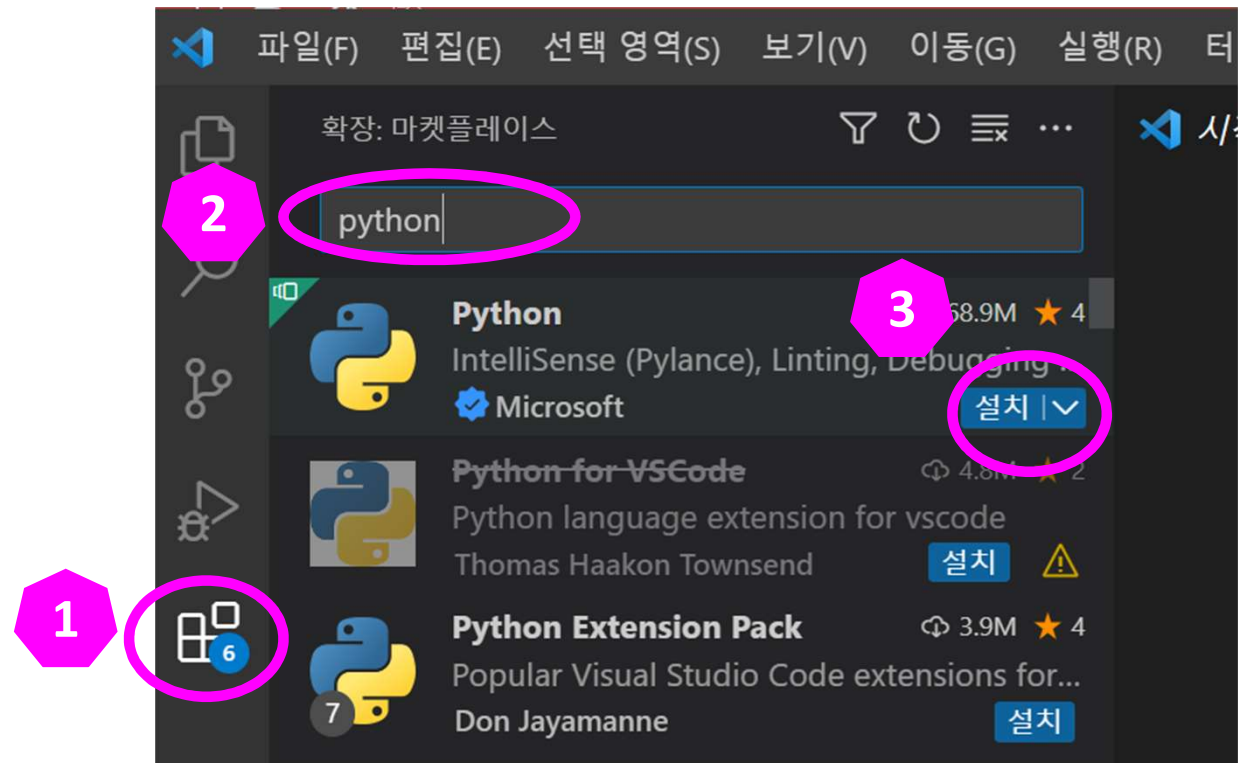 파일(F) 편집(E) 선택 영역(S) 보기(V) 이동(G) 실행(R) 터
확장: 마켓플레이스
2
python
3
Python 68.9M ★ 4
IntelliSense (Pylance), Linting, Debugging ...
Microsoft 설치
Python for VSCode 4.8M ★ 2
Python language extension for vscode
Thomas Haakon Townsend 설치
1
6
Python Extension Pack 3.9M ★ 4
Popular Visual Studio Code extensions for...
7
Don Jayamanne 설치